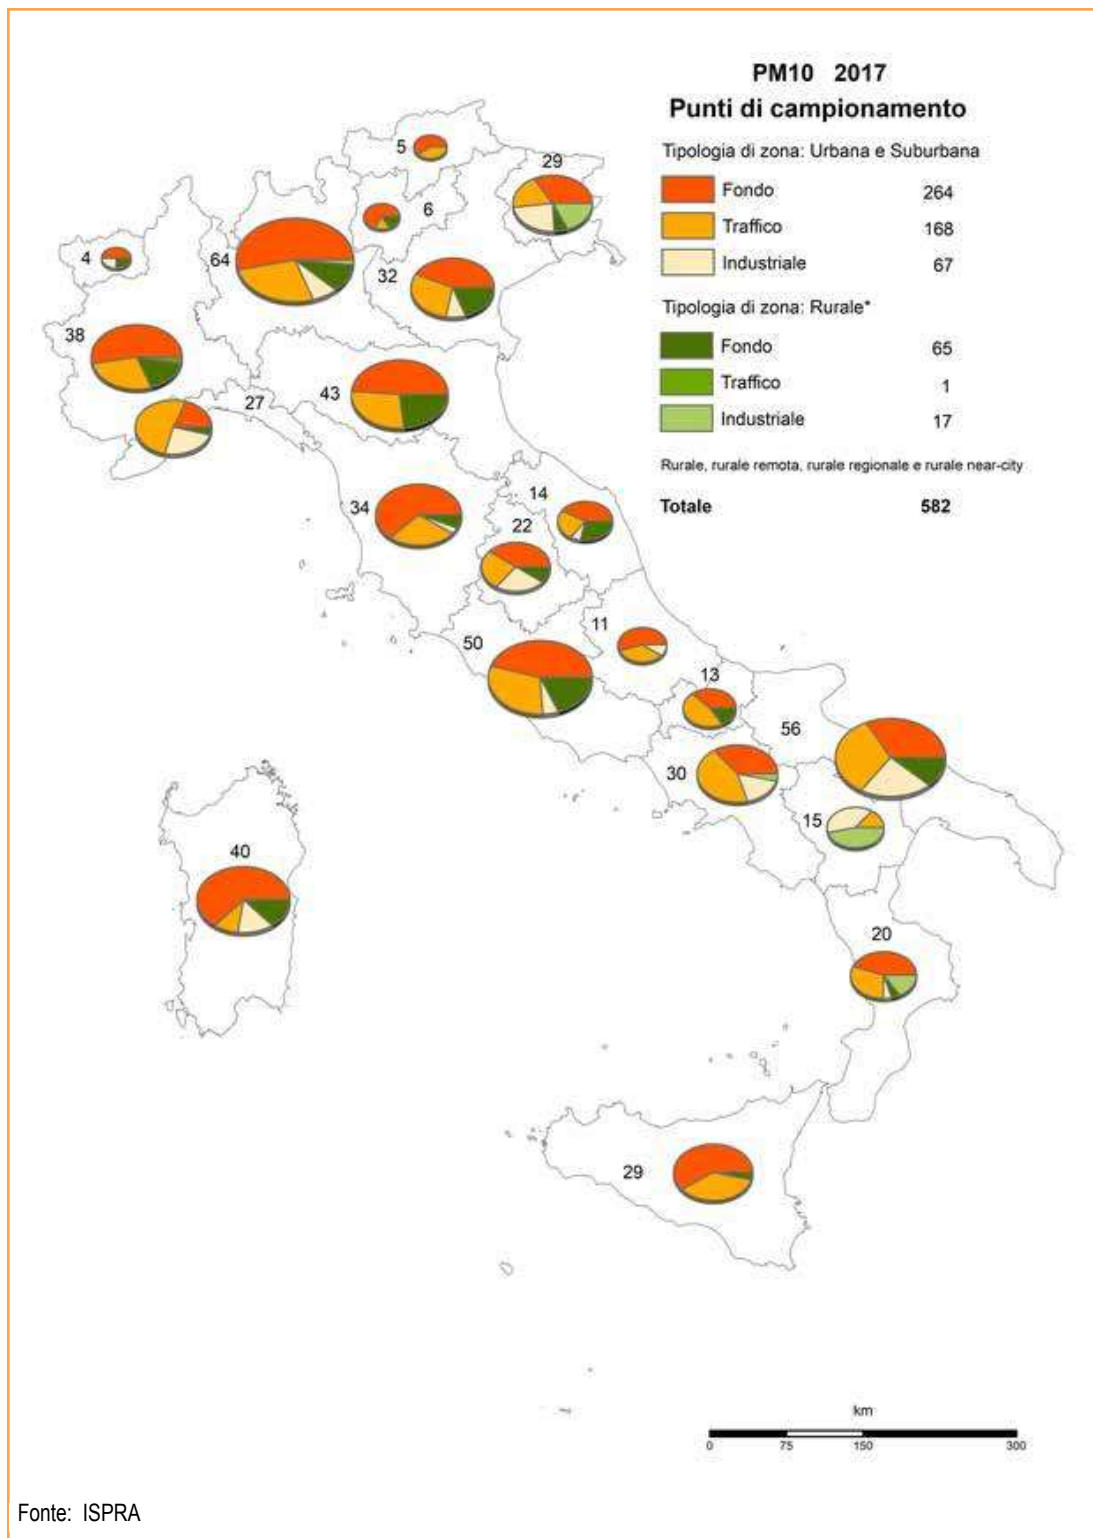 PM10 2017
Punti di campionamento
Tipologia di zona: Urbana e Suburbana
Fondo 264
Traffico 168
Industriale 67
Tipologia di zona: Rurale*
Fondo 65
Traffico 1
Industriale 17
Rurale, rurale remota, rurale regionale e rurale near-city
Totale 582
5
29
6
4
64
32
38
27
43
34
14
22
50
11
13
56
30
15
40
20
29
km
0 75 150 300
Fonte: ISPRA